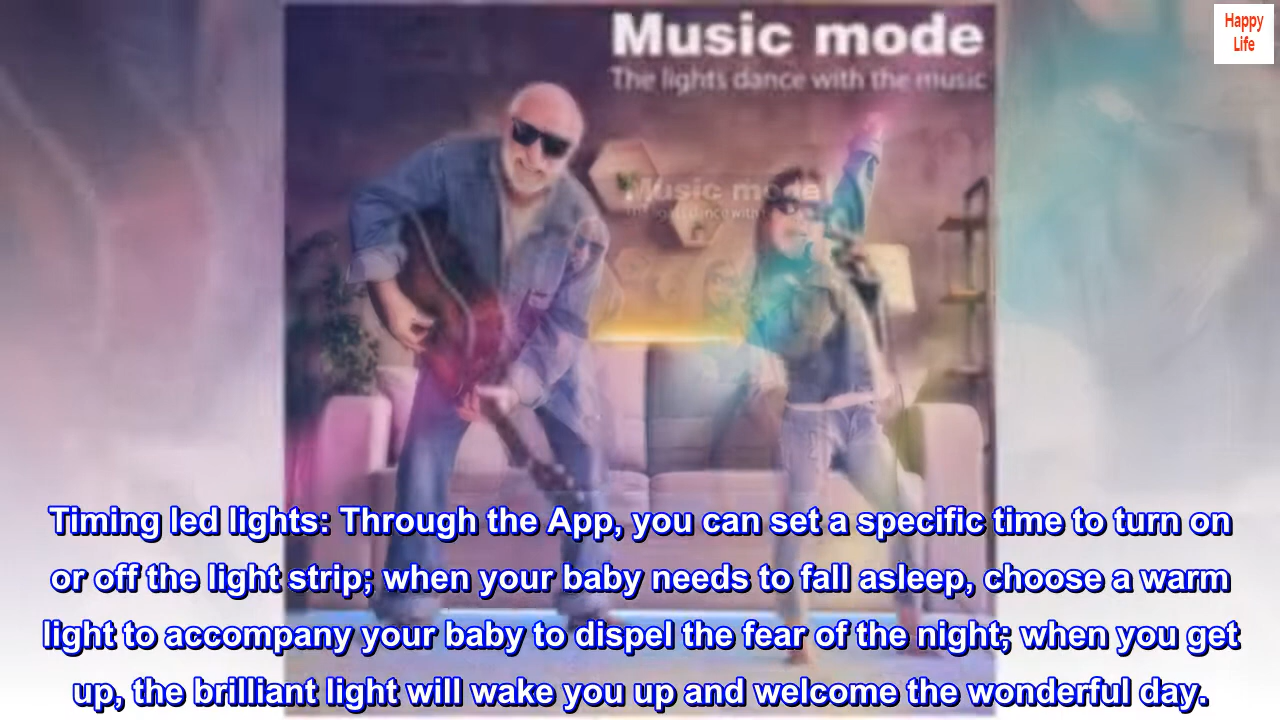 Music mode
The lights dance with the music
Happy
Life
Music mode
Timing led lights: Through the App, you can set a specific time to turn on
or off the light strip; when your baby needs to fall asleep, choose a warm
light to accompany your baby to dispel the fear of the night; when you get
up, the brilliant light will wake you up and welcome the wonderful day.